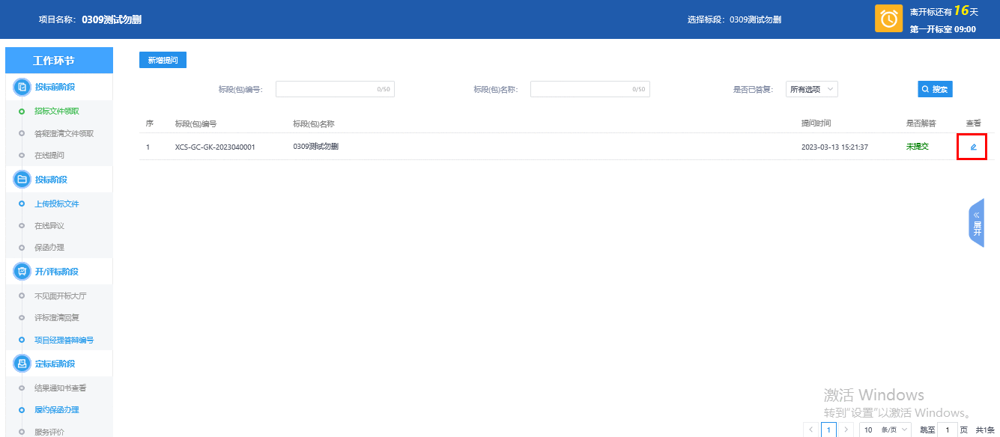 项目名称: 0309测试勿删
选择标段: 0309测试勿删
离开标还有 16 天
第一开标室 09:00
工作环节
投标前阶段
招标文件领取
答疑澄清文件领取
在线提问
投标阶段
上传投标文件
在线异议
保函办理
开/评标阶段
不见面开标大厅
评标澄清回复
项目经理答辩编号
定标后阶段
结果通知书查看
履约保函办理
服务评价
新增提问
标段(包)编号: 0/50
标段(包)名称: 0/50
是否已答复: 所有选项
搜索
序 标段(包)编号 标段(包)名称 提问时间 是否解答 查看
1 XCS-GC-GK-2023040001 0309测试勿删 2023-03-13 15:21:37 未提交
展开
激活 Windows
转到"设置"以激活 Windows。
1 10 条/页 跳至 1 页 共1条